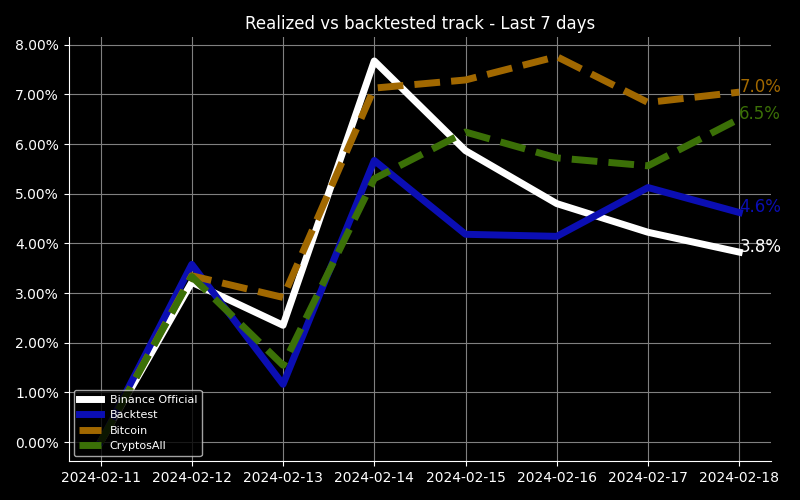 Realized vs backtested track - Last 7 days
8.00%
7.00%
6.00%
5.00%
4.00%
3.00%
2.00%
1.00%
0.00%
7.0%
6.5%
4.6%
3.8%
Binance Official
Backtest
Bitcoin
CryptosAll
2024-02-11 2024-02-12 2024-02-13 2024-02-14 2024-02-15 2024-02-16 2024-02-17 2024-02-18